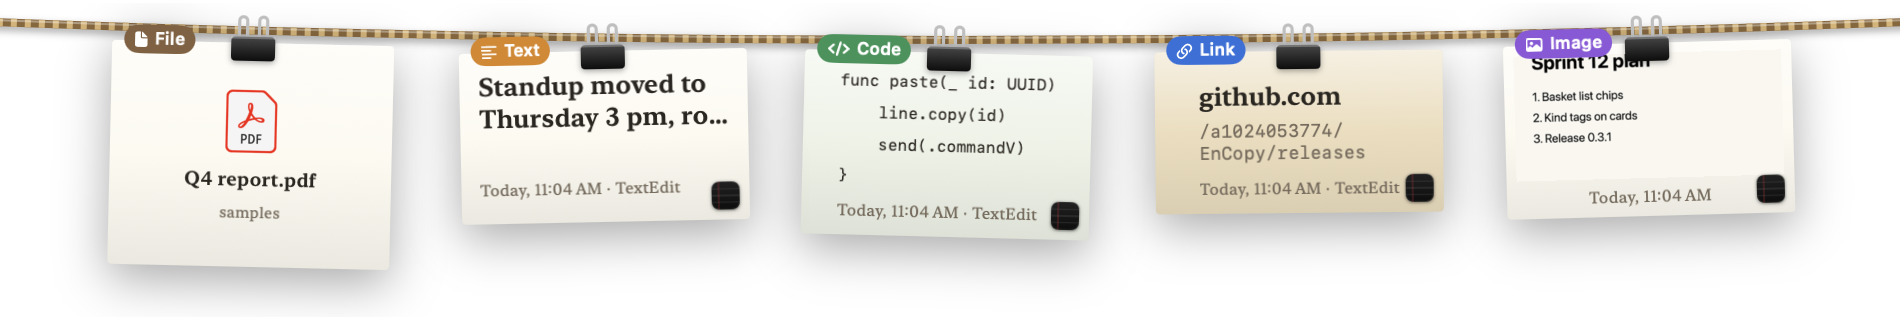 File
PDF
Q4 report.pdf
samples
Text
Standup moved to
Thursday 3 pm, ro...
Today, 11:04 AM · TextEdit
</> Code
func paste(_ id: UUID)
line.copy(id)
send(.commandV)
}
Today, 11:04 AM · TextEdit
Link
github.com
/a1024053774/
EnCopy/releases
Today, 11:04 AM · TextEdit
Image
Sprint 12 plan
1. Basket list chips
2. Kind tags on cards
3. Release 0.3.1
Today, 11:04 AM